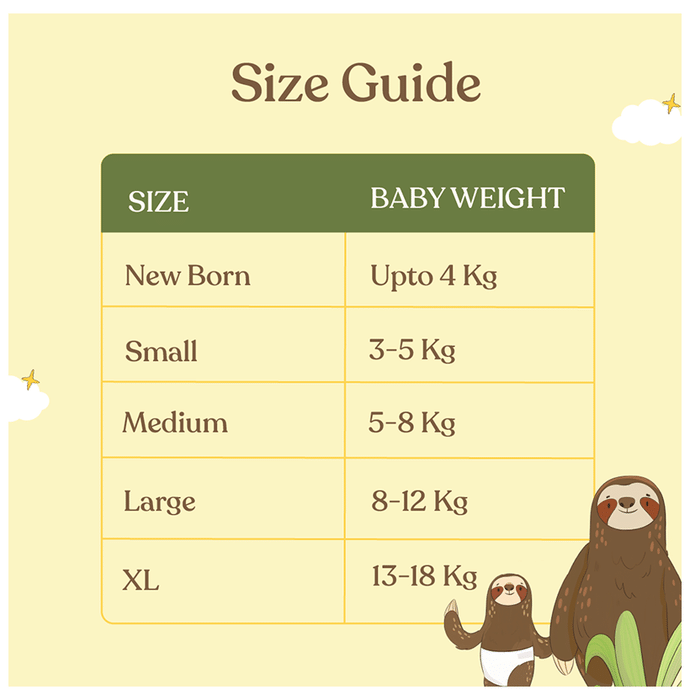 Size Guide
SIZE BABY WEIGHT
New Born Upto 4 Kg
Small 3-5 Kg
Medium 5-8 Kg
Large 8-12 Kg
XL 13-18 Kg